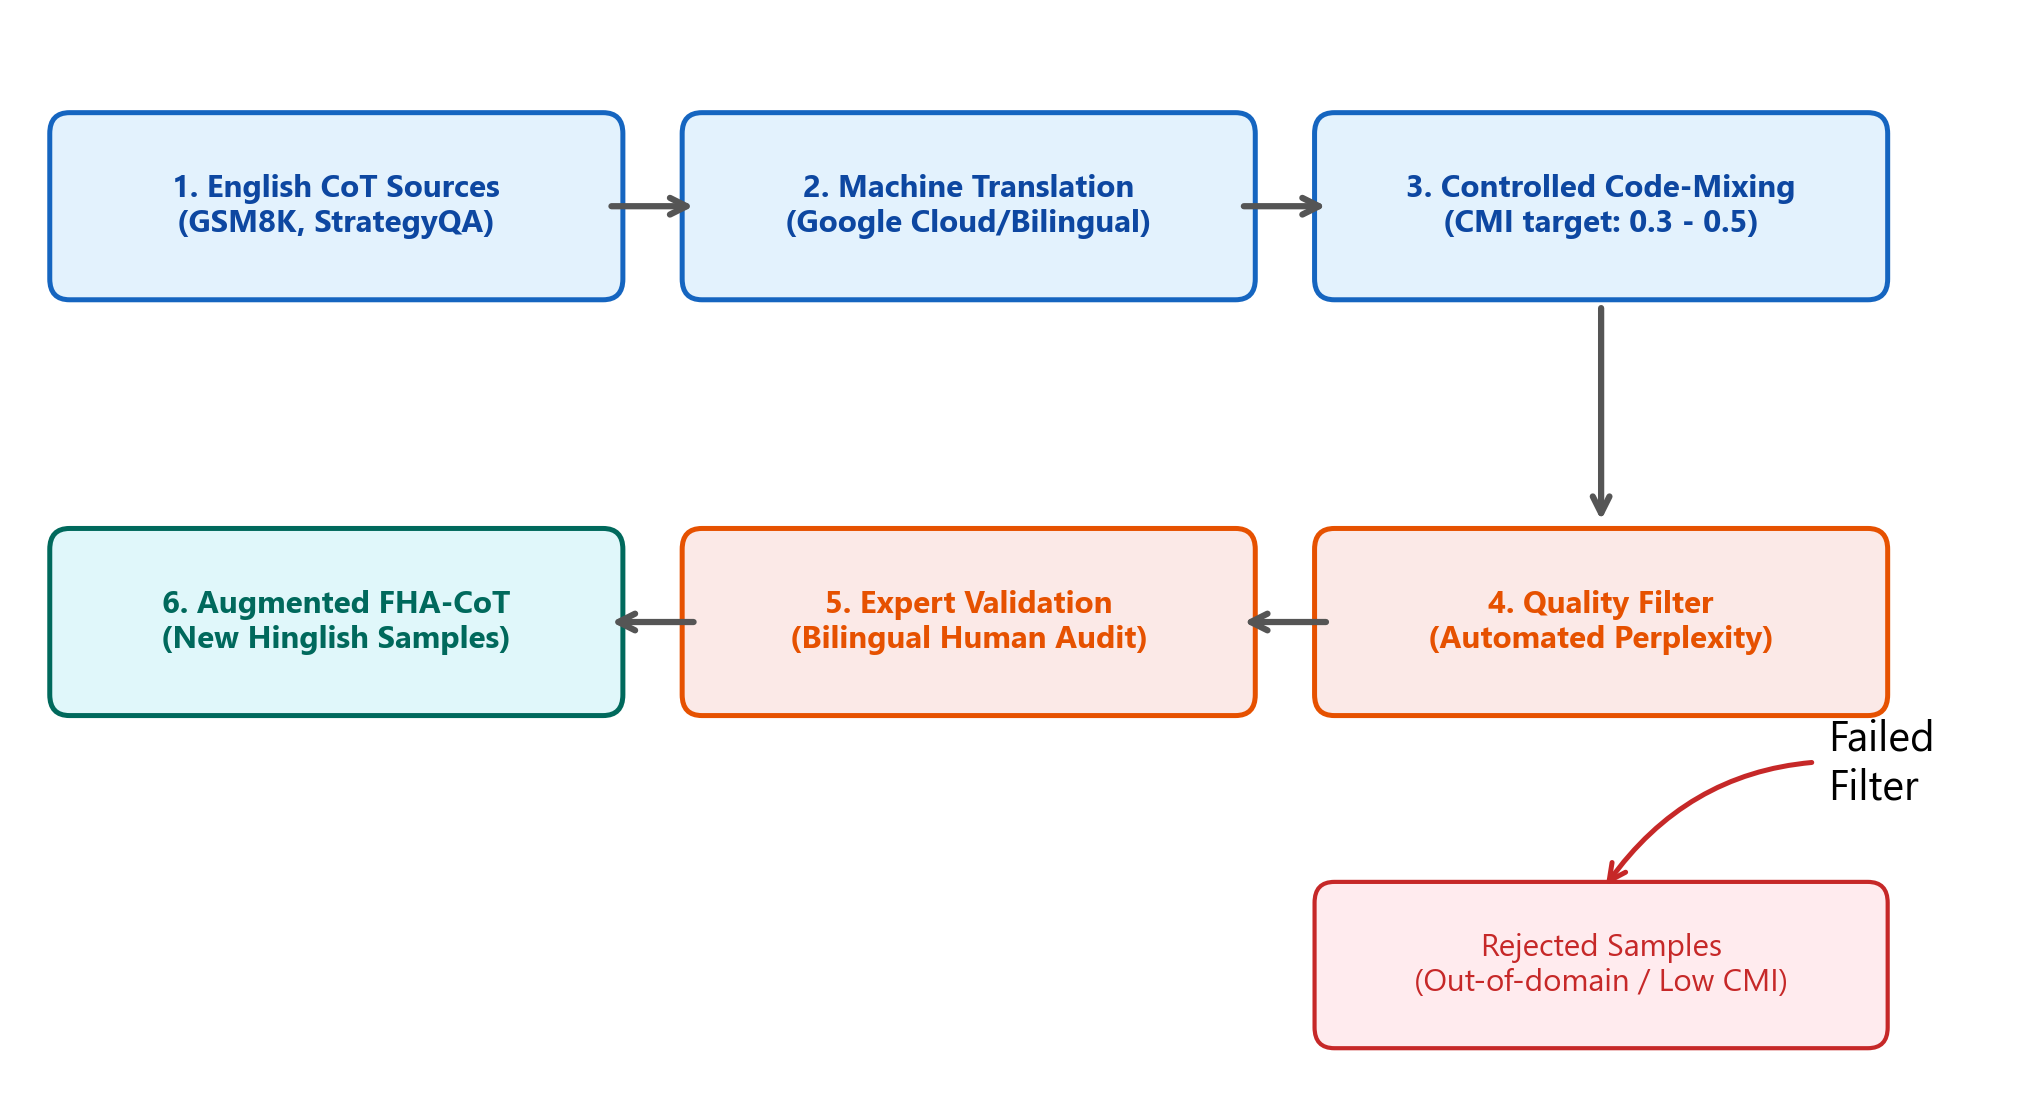 1. English CoT Sources
(GSM8K, StrategyQA)
2. Machine Translation
(Google Cloud/Bilingual)
3. Controlled Code-Mixing
(CMI target: 0.3 - 0.5)
4. Quality Filter
(Automated Perplexity)
5. Expert Validation
(Bilingual Human Audit)
6. Augmented FHA-CoT
(New Hinglish Samples)
Failed
Filter
Rejected Samples
(Out-of-domain / Low CMI)